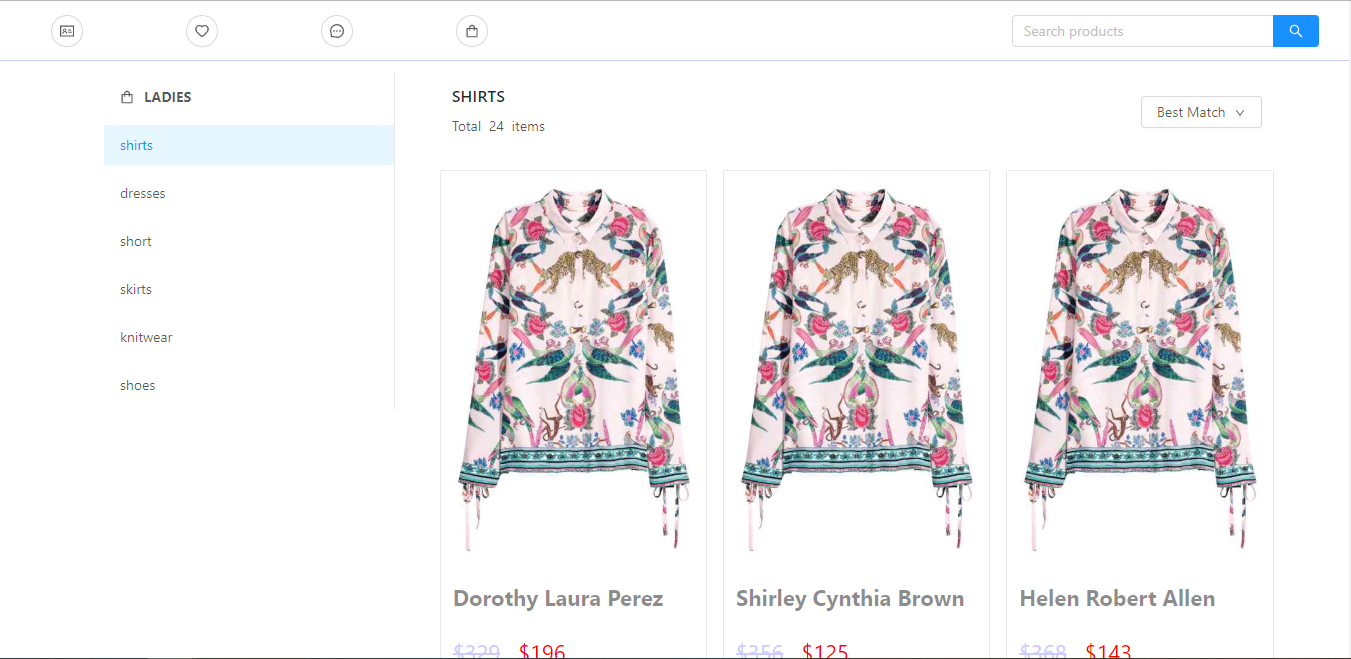 Search products
LADIES
shirts
dresses
short
skirts
knitwear
shoes
SHIRTS
Total 24 items
Best Match
Dorothy Laura Perez
$329 $196
Shirley Cynthia Brown
$356 $125
Helen Robert Allen
$368 $143